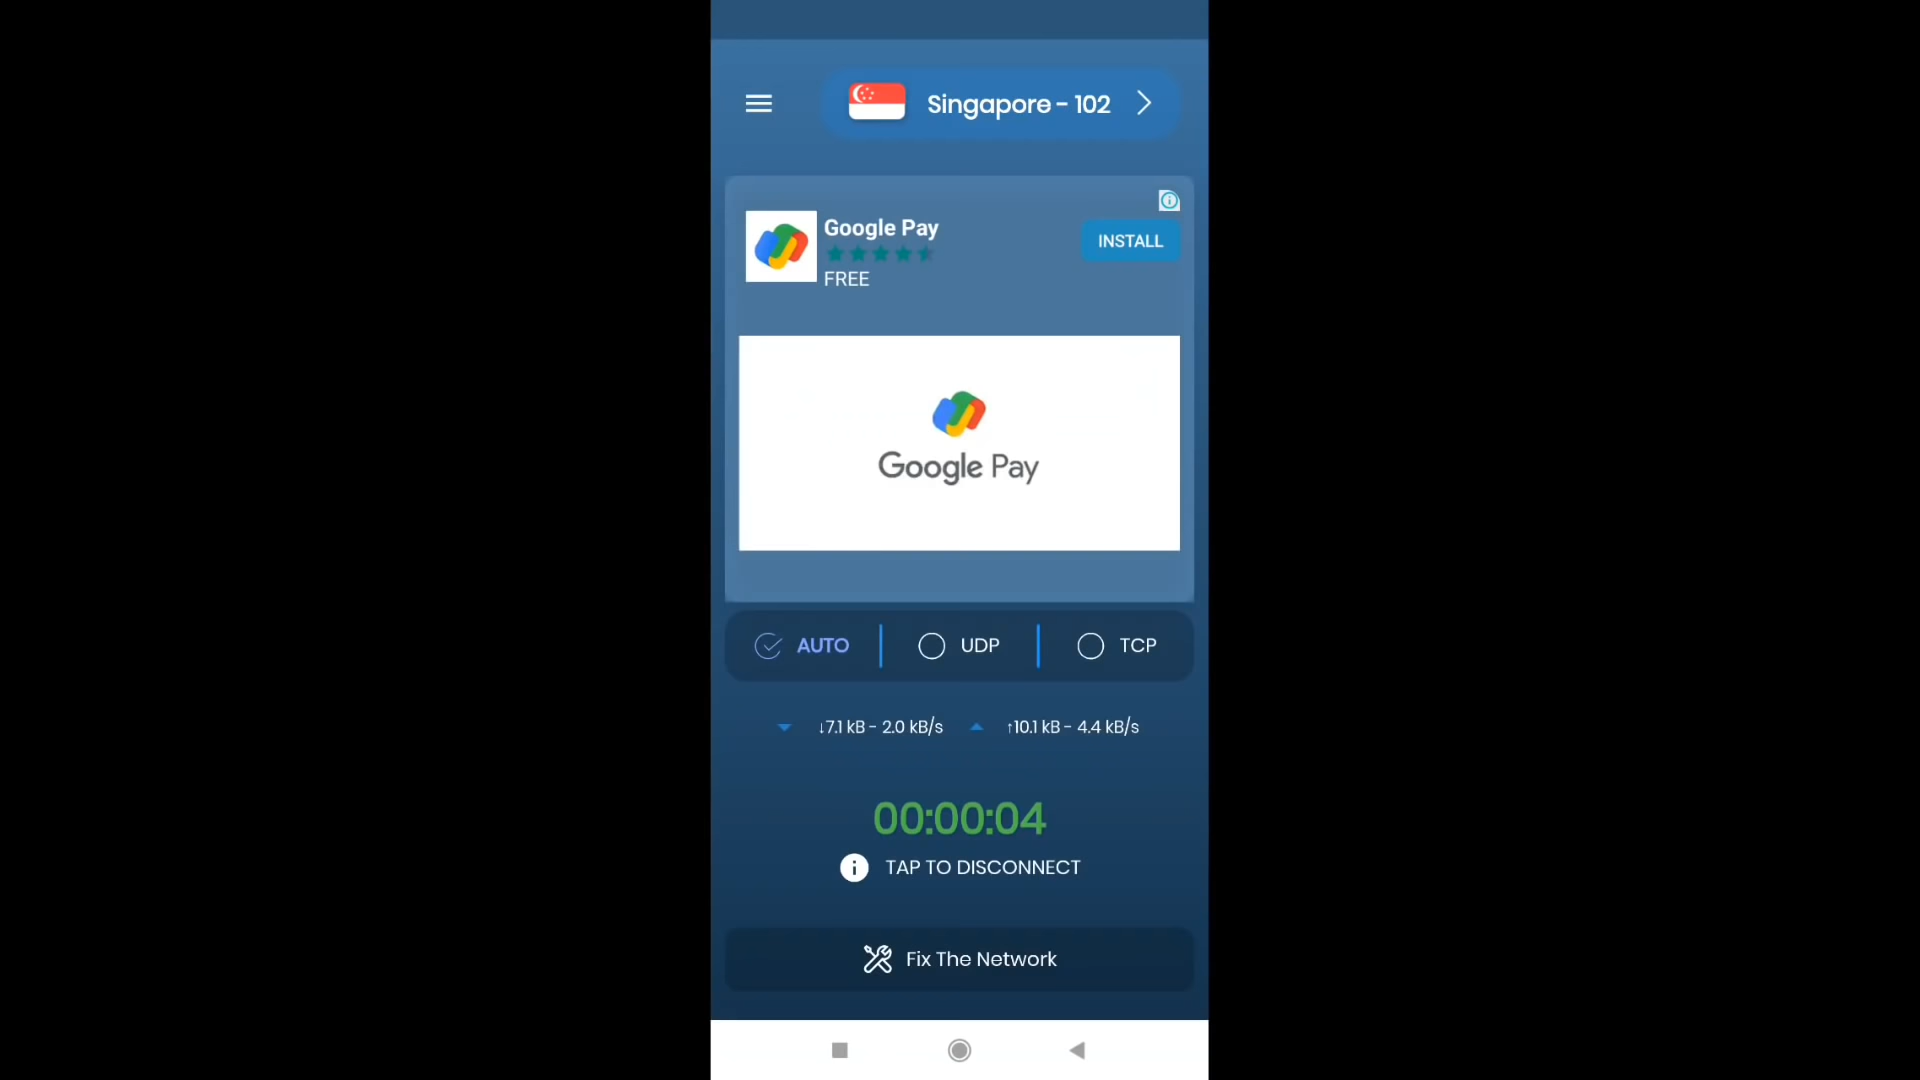 Singapore - 102
Google Pay
INSTALL
FREE
Google Pay
AUTO
UDP
TCP
↓7.1 kB - 2.0 kB/s
↑10.1 kB - 4.4 kB/s
00:00:04
TAP TO DISCONNECT
Fix The Network